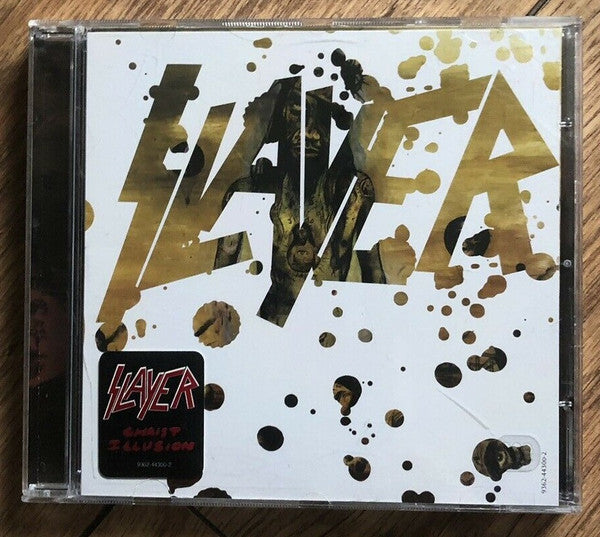 SLAYER
SLAYER
CHRIST
ILLUSION
9362-44300-2
9362-44300-2